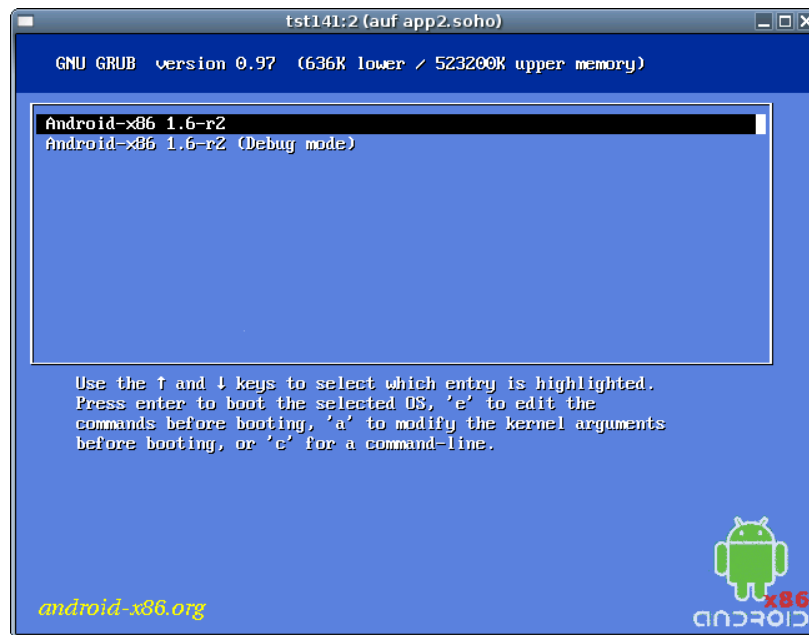 tst141:2 (auf app2.soho)
GNU GRUB version 0.97 (636K lower / 523200K upper memory)
Android-x86 1.6-r2
Android-x86 1.6-r2 (Debug mode)
Use the ↑ and ↓ keys to select which entry is highlighted.
Press enter to boot the selected OS, 'e' to edit the
commands before booting, 'a' to modify the kernel arguments
before booting, or 'c' for a command-line.
android-x86.org
x86
ANDROID